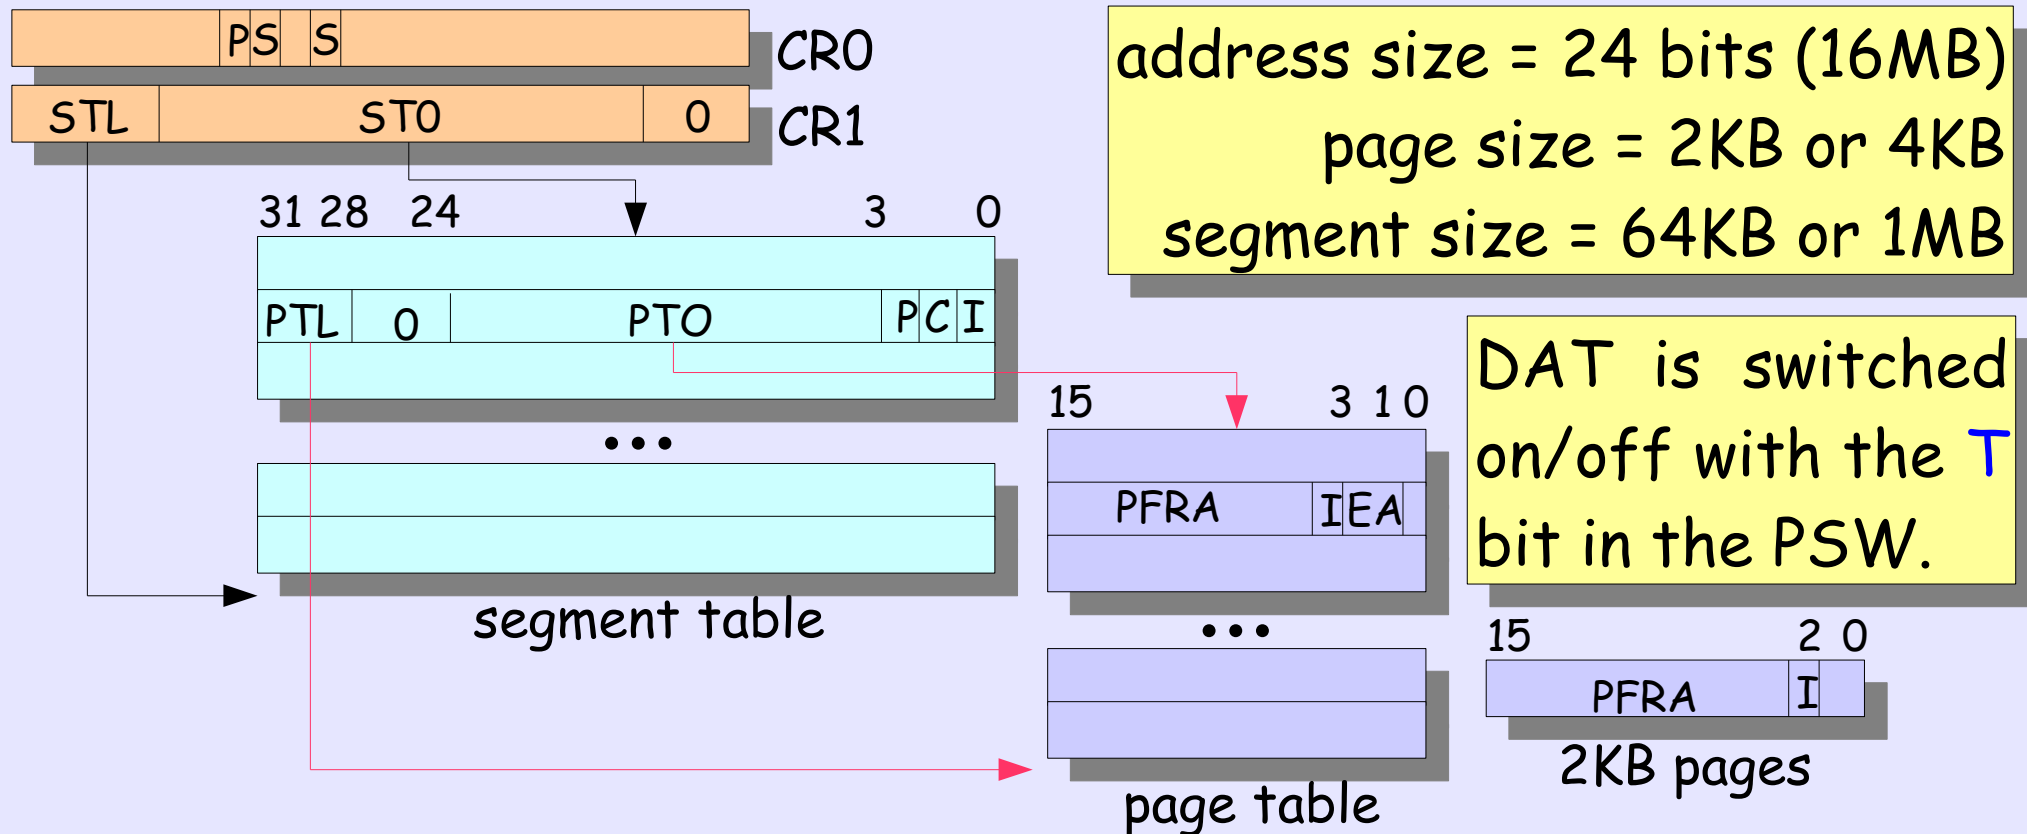 P S S
CR0
STL STO 0
CR1
address size = 24 bits (16MB)
page size = 2KB or 4KB
segment size = 64KB or 1MB
31 28 24 3 0
PTL 0 PTO P C I
...
segment table
15 3 1 0
PFRA I E A
...
page table
DAT is switched
on/off with the T
bit in the PSW.
15 2 0
PFRA I
2KB pages